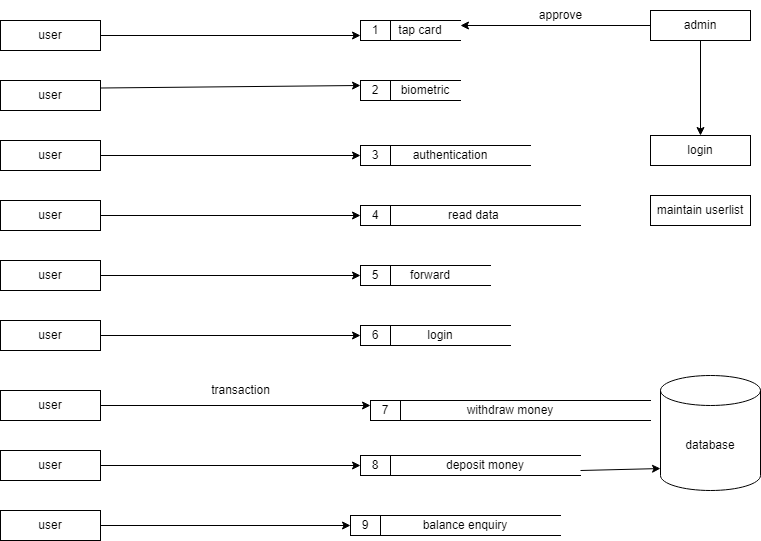 approve
user
1 tap card
admin
user
2 biometric
user
3 authentication
login
user
4 read data
maintain userlist
user
5 forward
user
6 login
transaction
user
7 withdraw money
user
8 deposit money
database
user
9 balance enquiry